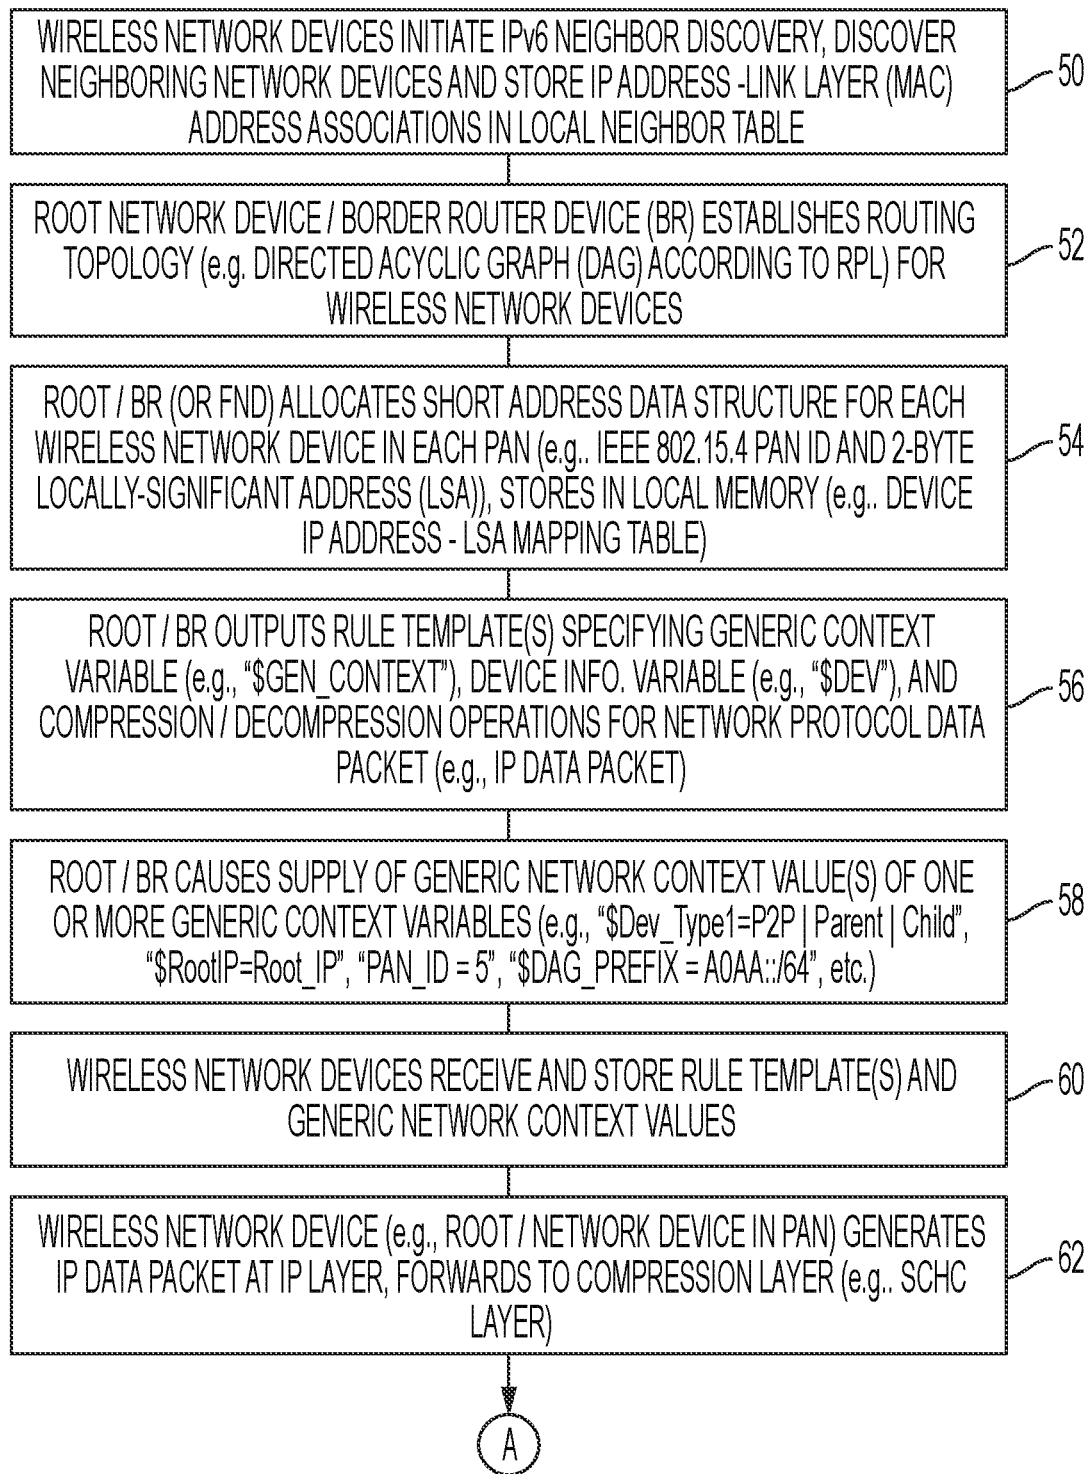 WIRELESS NETWORK DEVICES INITIATE IPv6 NEIGHBOR DISCOVERY, DISCOVER
NEIGHBORING NETWORK DEVICES AND STORE IP ADDRESS -LINK LAYER (MAC)
ADDRESS ASSOCIATIONS IN LOCAL NEIGHBOR TABLE
50
ROOT NETWORK DEVICE / BORDER ROUTER DEVICE (BR) ESTABLISHES ROUTING
TOPOLOGY (e.g. DIRECTED ACYCLIC GRAPH (DAG) ACCORDING TO RPL) FOR
WIRELESS NETWORK DEVICES
52
ROOT / BR (OR FND) ALLOCATES SHORT ADDRESS DATA STRUCTURE FOR EACH
WIRELESS NETWORK DEVICE IN EACH PAN (e.g.. IEEE 802.15.4 PAN ID AND 2-BYTE
LOCALLY-SIGNIFICANT ADDRESS (LSA)), STORES IN LOCAL MEMORY (e.g.. DEVICE
IP ADDRESS - LSA MAPPING TABLE)
54
ROOT / BR OUTPUTS RULE TEMPLATE(S) SPECIFYING GENERIC CONTEXT
VARIABLE (e.g., “$GEN_CONTEXT”), DEVICE INFO. VARIABLE (e.g., “$DEV”), AND
COMPRESSION / DECOMPRESSION OPERATIONS FOR NETWORK PROTOCOL DATA
PACKET (e.g., IP DATA PACKET)
56
ROOT / BR CAUSES SUPPLY OF GENERIC NETWORK CONTEXT VALUE(S) OF ONE
OR MORE GENERIC CONTEXT VARIABLES (e.g., “$Dev_Type1=P2P | Parent | Child”,
“$RootIP=Root_IP”, “PAN_ID = 5”, “$DAG_PREFIX = A0AA::/64”, etc.)
58
WIRELESS NETWORK DEVICES RECEIVE AND STORE RULE TEMPLATE(S) AND
GENERIC NETWORK CONTEXT VALUES
60
WIRELESS NETWORK DEVICE (e.g., ROOT / NETWORK DEVICE IN PAN) GENERATES
IP DATA PACKET AT IP LAYER, FORWARDS TO COMPRESSION LAYER (e.g.. SCHC
LAYER)
62
A